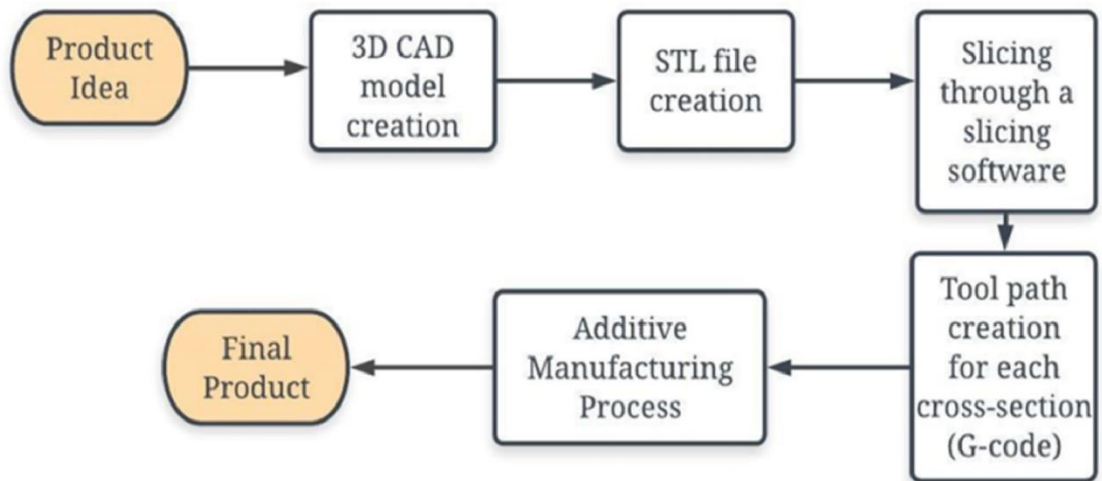 Product
Idea
3D CAD
model
creation
STL file
creation
Slicing
through a
slicing
software
Tool path
creation
for each
cross-section
(G-code)
Additive
Manufacturing
Process
Final
Product